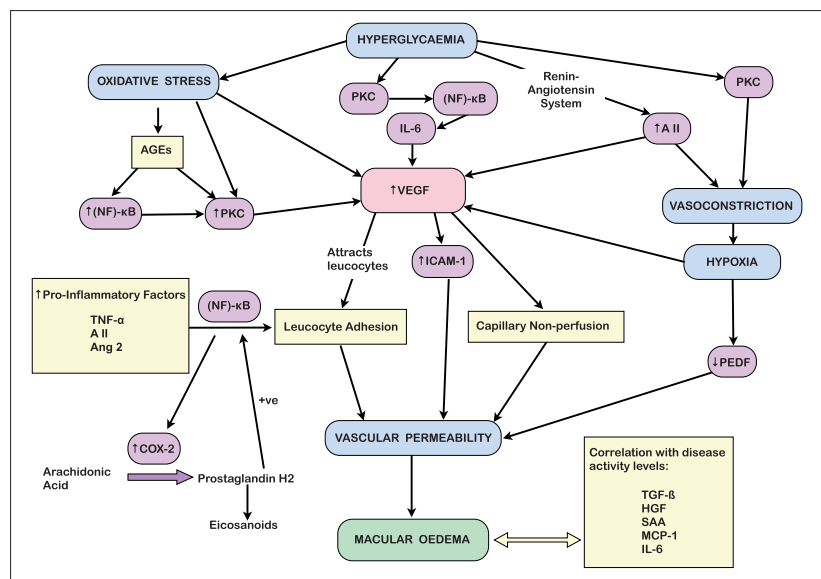 HYPERGLYCAEMIA
OXIDATIVE STRESS
PKC
(NF)-κB
Renin-
Angiotensin
System
PKC
IL-6
↑A II
AGEs
↑VEGF
↑(NF)-κB
↑PKC
VASOCONSTRICTION
Attracts
leucocytes
↑ICAM-1
HYPOXIA
↑Pro-Inflammatory Factors
TNF-α
A II
Ang 2
(NF)-κB
Leucocyte Adhesion
Capillary Non-perfusion
↓PEDF
+ve
↑COX-2
VASCULAR PERMEABILITY
Arachidonic
Acid
Prostaglandin H2
Eicosanoids
MACULAR OEDEMA
Correlation with disease
activity levels:
TGF-ß
HGF
SAA
MCP-1
IL-6